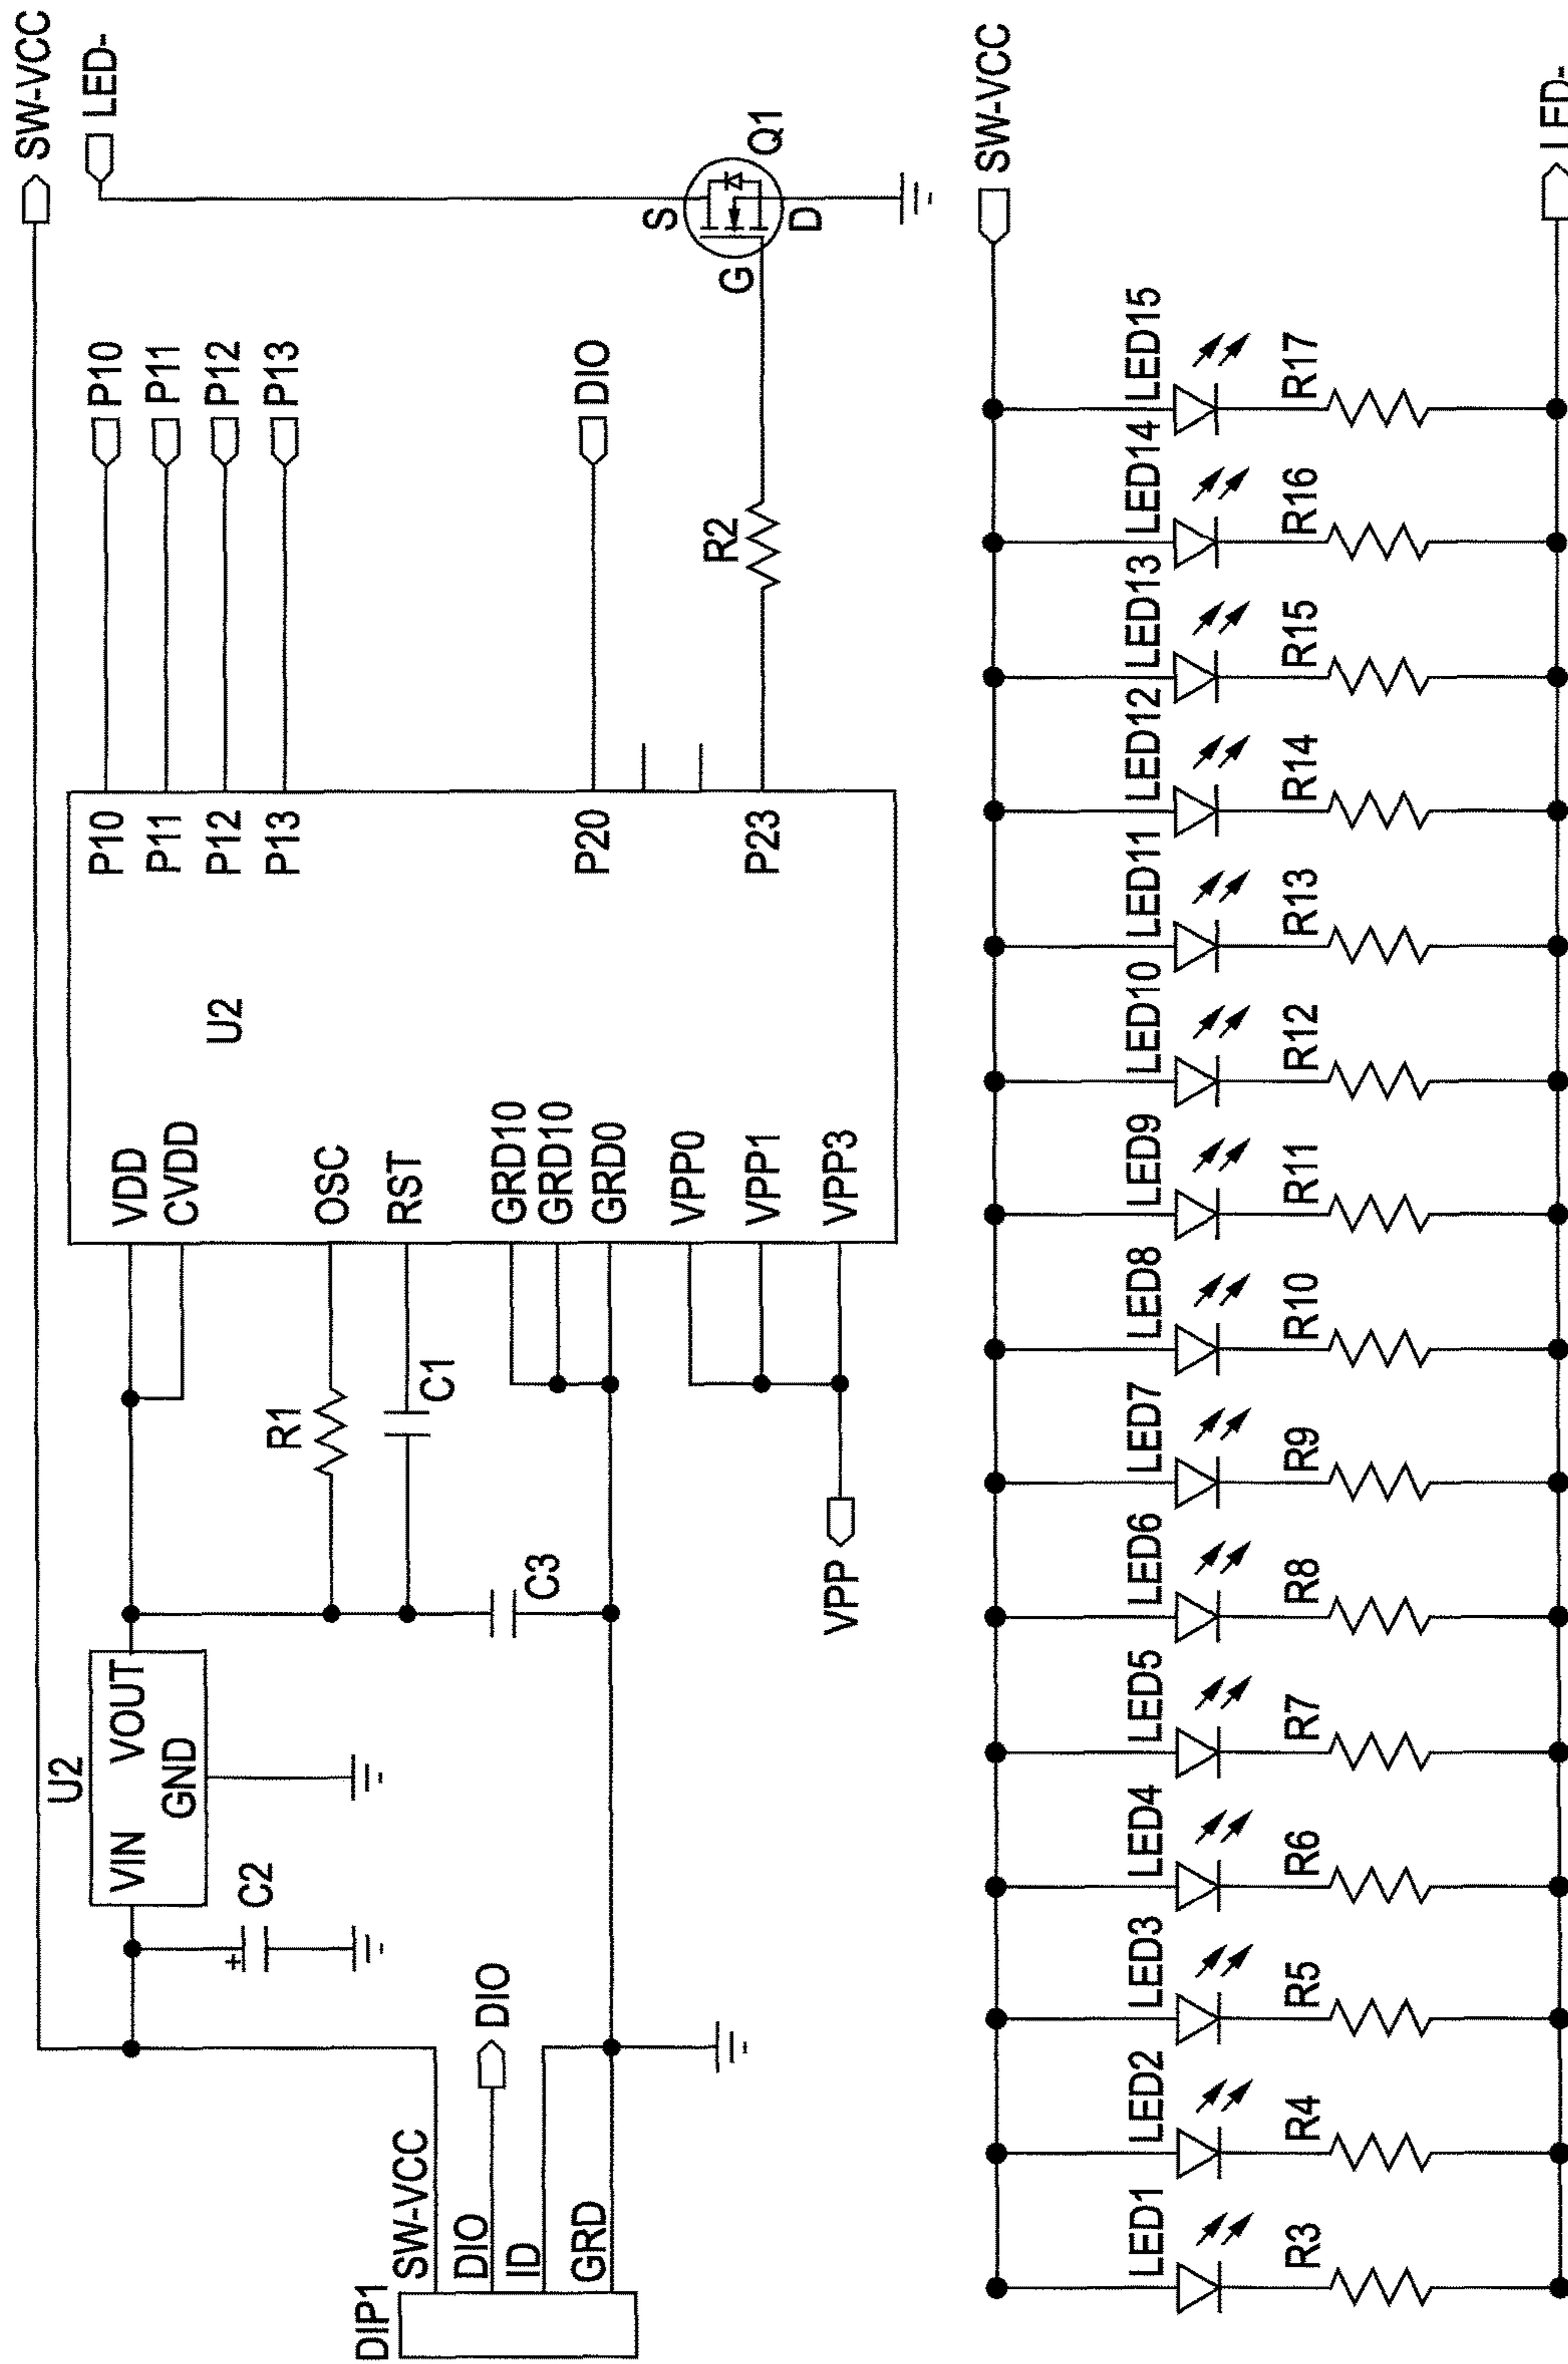 SW-VCC
LED-
P10
P11
P12
P13
DIO
S
G
D
Q1
R2
P10
P11
P12
P13
P20
P23
U2
VDD
CVDD
OSC
RST
GRD10
GRD10
GRD0
VPP0
VPP1
VPP3
R1
C1
C3
VPP
U2
VIN
VOUT
GND
+
C2
DIO
DIP1
SW-VCC
DIO
ID
GRD
SW-VCC
LED1
LED2
LED3
LED4
LED5
LED6
LED7
LED8
LED9
LED10
LED11
LED12
LED13
LED14
LED15
R3
R4
R5
R6
R7
R8
R9
R10
R11
R12
R13
R14
R15
R16
R17
LED-